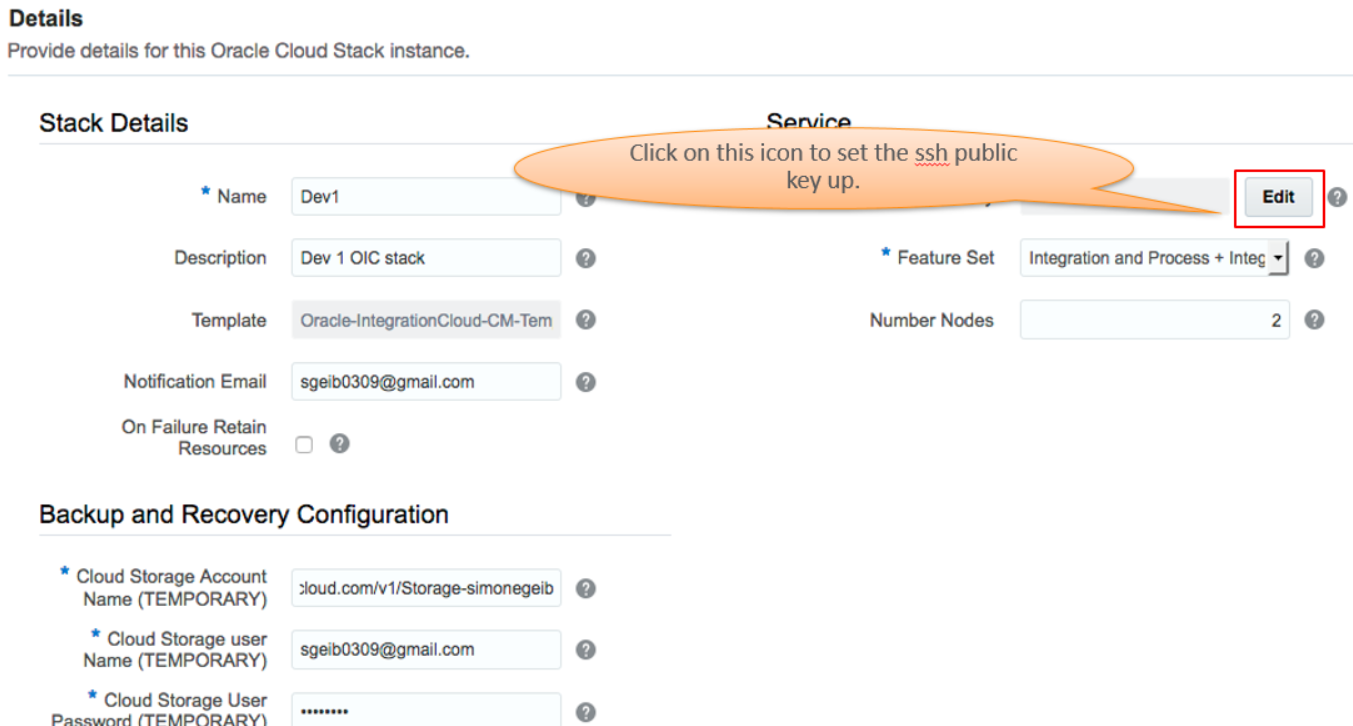 Details
Provide details for this Oracle Cloud Stack instance.
Stack Details
* Name
Dev1
Description
Dev 1 OIC stack
Template
Oracle-IntegrationCloud-CM-Tem
Notification Email
sgeib0309@gmail.com
On Failure Retain
Resources
Service
Click on this icon to set the ssh public
key up.
Edit
* Feature Set
Integration and Process + Integ
Number Nodes
2
Backup and Recovery Configuration
* Cloud Storage Account
Name (TEMPORARY)
:loud.com/v1/Storage-simonegeib
* Cloud Storage user
Name (TEMPORARY)
sgeib0309@gmail.com
* Cloud Storage User
Password (TEMPORARY)
••••••••